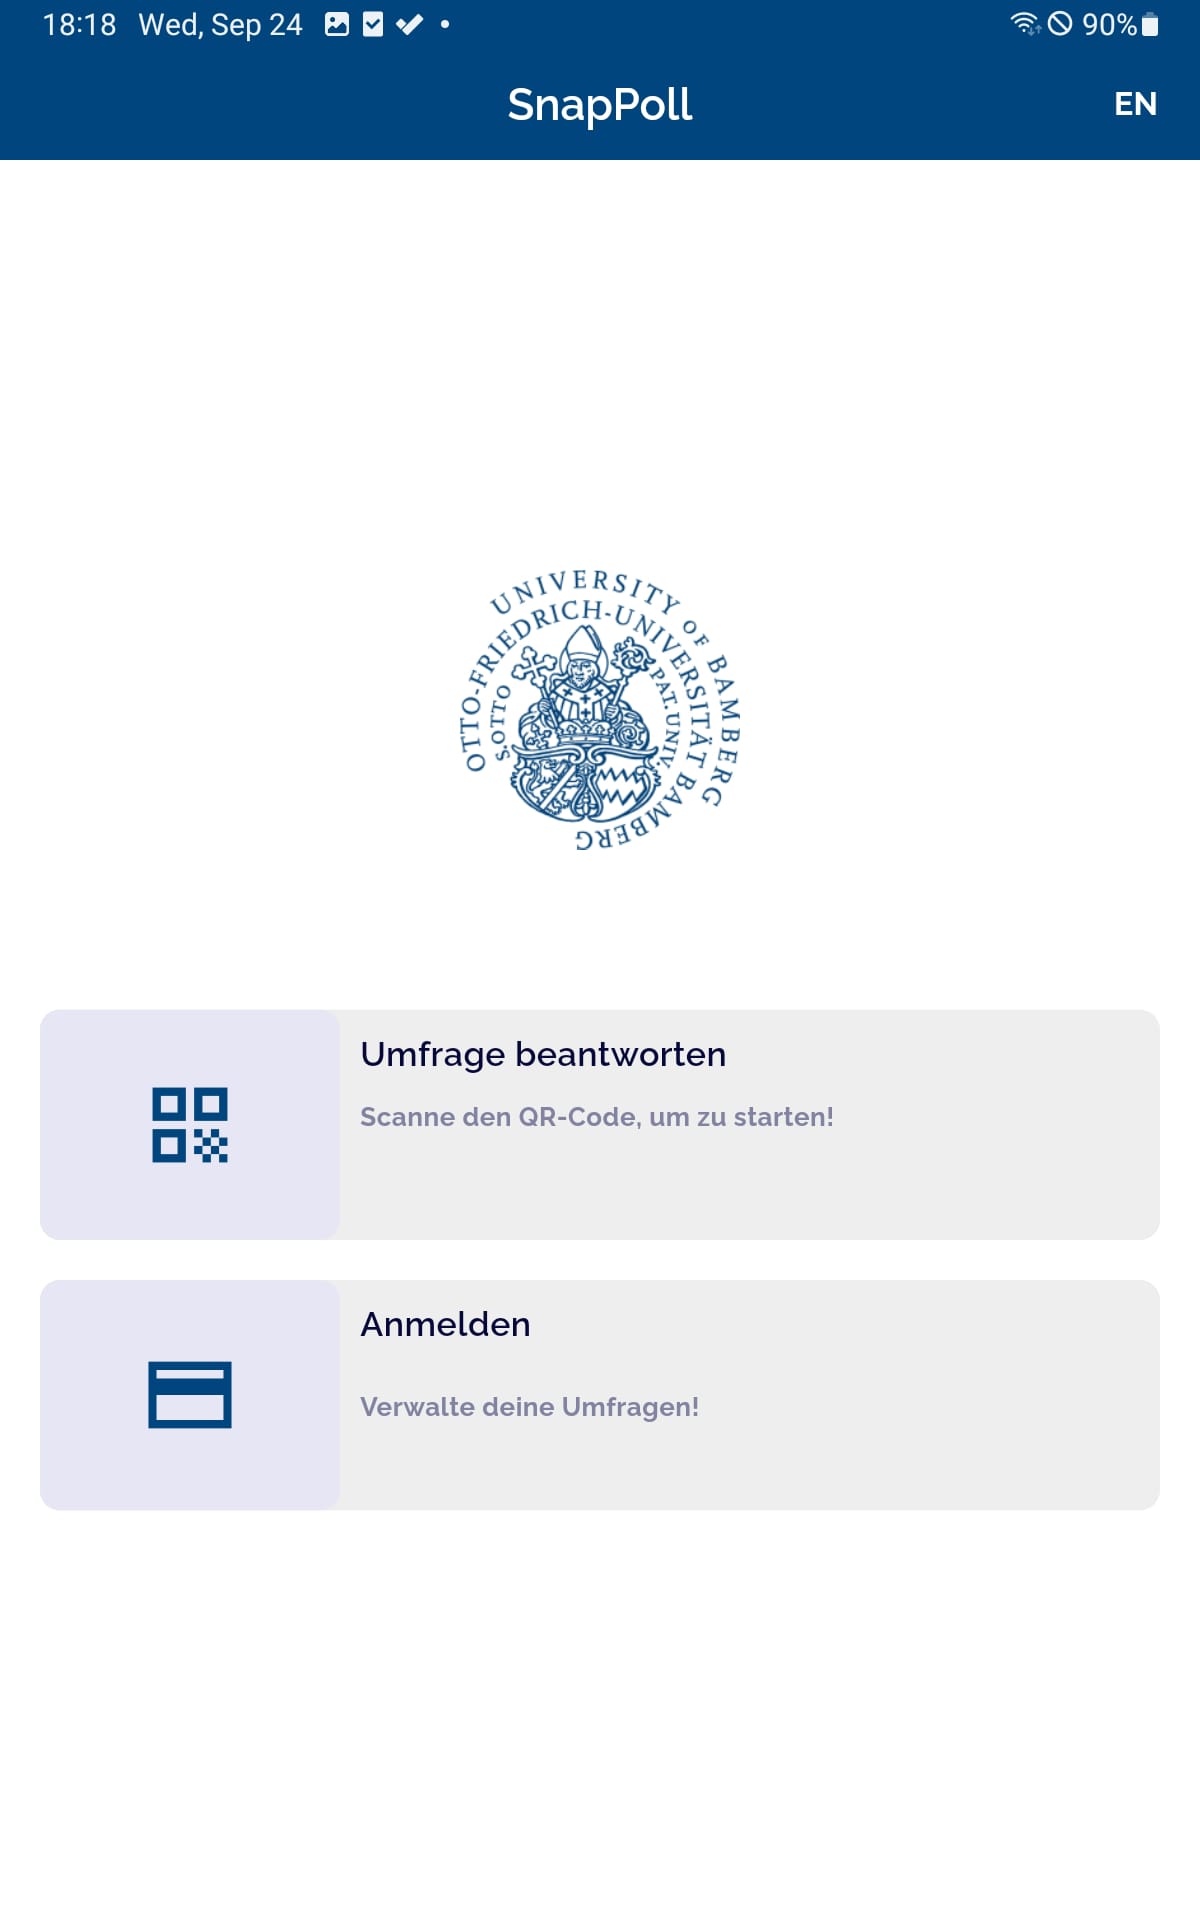 18:18 Wed, Sep 24
90%
SnapPoll
EN
UNIVERSITY OF BAMBERG
OTTO-FRIEDRICH-UNIVERSITÄT BAMBERG
S.OTTO PAT.UNIV.
Umfrage beantworten
Scanne den QR-Code, um zu starten!
Anmelden
Verwalte deine Umfragen!